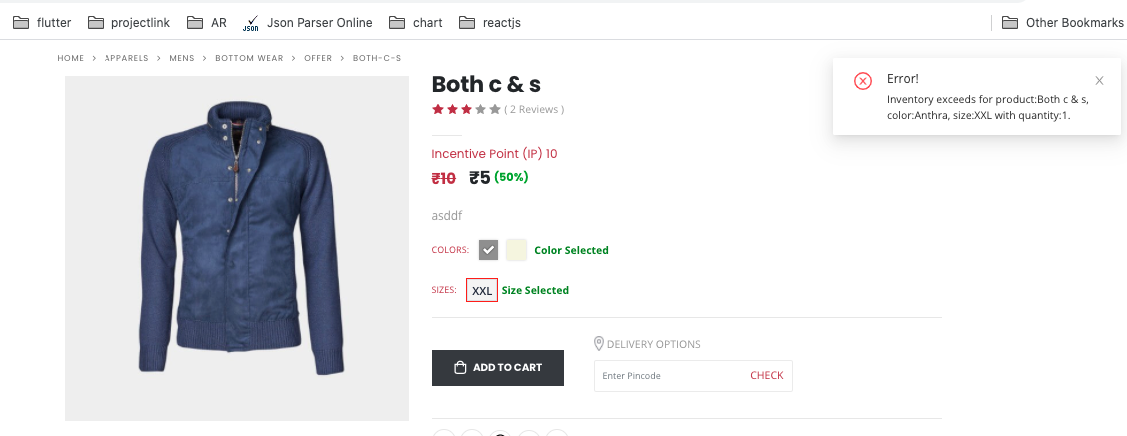 flutter projectlink AR Json Parser Online chart reactjs Other Bookmarks
HOME > APPARELS > MENS > BOTTOM WEAR > OFFER > BOTH-C-S
Both c & s
( 2 Reviews )
Error!
Inventory exceeds for product:Both c & s,
color:Anthra, size:XXL with quantity:1.
Incentive Point (IP) 10
₹10 ₹5 (50%)
asddf
COLORS: Color Selected
SIZES: XXL Size Selected
DELIVERY OPTIONS
ADD TO CART
Enter Pincode CHECK